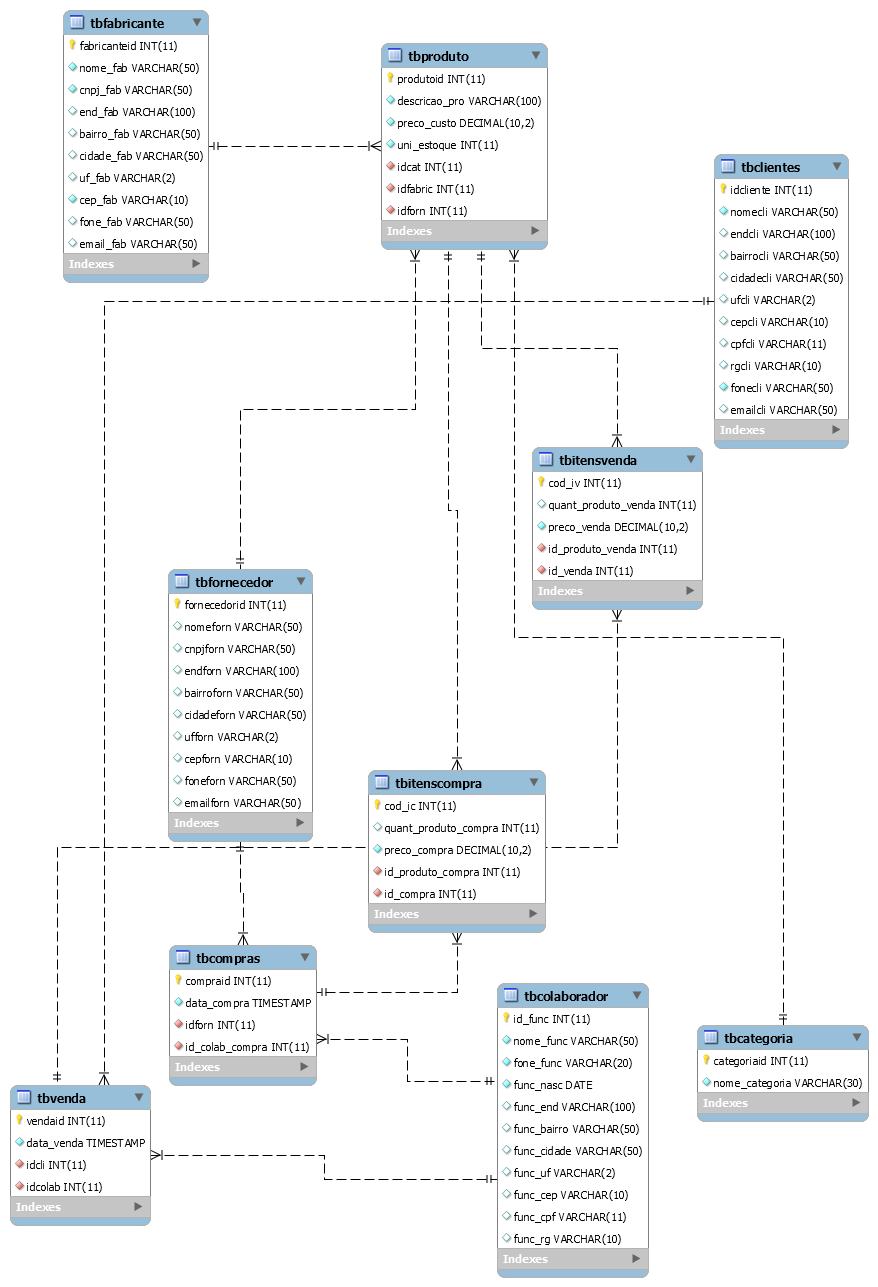 tbfabricante
fabricanteid INT(11)
nome_fab VARCHAR(50)
cnpj_fab VARCHAR(50)
end_fab VARCHAR(100)
bairro_fab VARCHAR(50)
cidade_fab VARCHAR(50)
uf_fab VARCHAR(2)
cep_fab VARCHAR(10)
fone_fab VARCHAR(50)
email_fab VARCHAR(50)
Indexes
tbproduto
produtoid INT(11)
descricao_pro VARCHAR(100)
preco_custo DECIMAL(10,2)
uni_estoque INT(11)
idcat INT(11)
idfabric INT(11)
idforn INT(11)
Indexes
tbclientes
idcliente INT(11)
nomecli VARCHAR(50)
endcli VARCHAR(100)
bairrocli VARCHAR(50)
cidadecli VARCHAR(50)
ufcli VARCHAR(2)
cepcli VARCHAR(10)
cpfcli VARCHAR(11)
rgcli VARCHAR(10)
fonecli VARCHAR(50)
emailcli VARCHAR(50)
Indexes
tbitensvenda
cod_iv INT(11)
quant_produto_venda INT(11)
preco_venda DECIMAL(10,2)
id_produto_venda INT(11)
id_venda INT(11)
Indexes
tbfornecedor
fornecedorid INT(11)
nomeforn VARCHAR(50)
cnpjforn VARCHAR(50)
endforn VARCHAR(100)
bairroforn VARCHAR(50)
cidadeforn VARCHAR(50)
ufforn VARCHAR(2)
cepforn VARCHAR(10)
foneforn VARCHAR(50)
emailforn VARCHAR(50)
Indexes
tbitenscompra
cod_ic INT(11)
quant_produto_compra INT(11)
preco_compra DECIMAL(10,2)
id_produto_compra INT(11)
id_compra INT(11)
Indexes
tbcompras
compraid INT(11)
data_compra TIMESTAMP
idforn INT(11)
id_colab_compra INT(11)
Indexes
tbcolaborador
id_func INT(11)
nome_func VARCHAR(50)
fone_func VARCHAR(20)
func_nasc DATE
func_end VARCHAR(100)
func_bairro VARCHAR(50)
func_cidade VARCHAR(50)
func_uf VARCHAR(2)
func_cep VARCHAR(10)
func_cpf VARCHAR(11)
func_rg VARCHAR(10)
Indexes
tbcategoria
categoriaid INT(11)
nome_categoria VARCHAR(30)
Indexes
tbvenda
vendaid INT(11)
data_venda TIMESTAMP
idcli INT(11)
idcolab INT(11)
Indexes